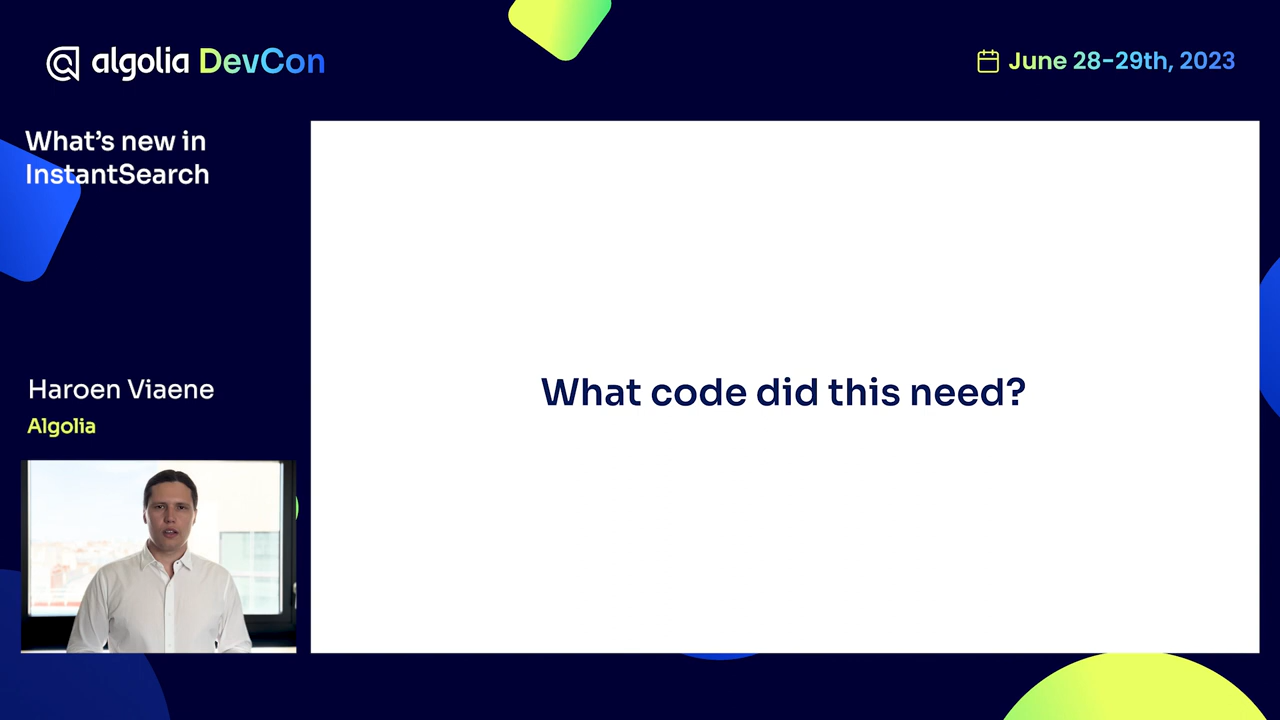 algolia DevCon
June 28-29th, 2023
What's new in
InstantSearch
What code did this need?
Haroen Viaene
Algolia